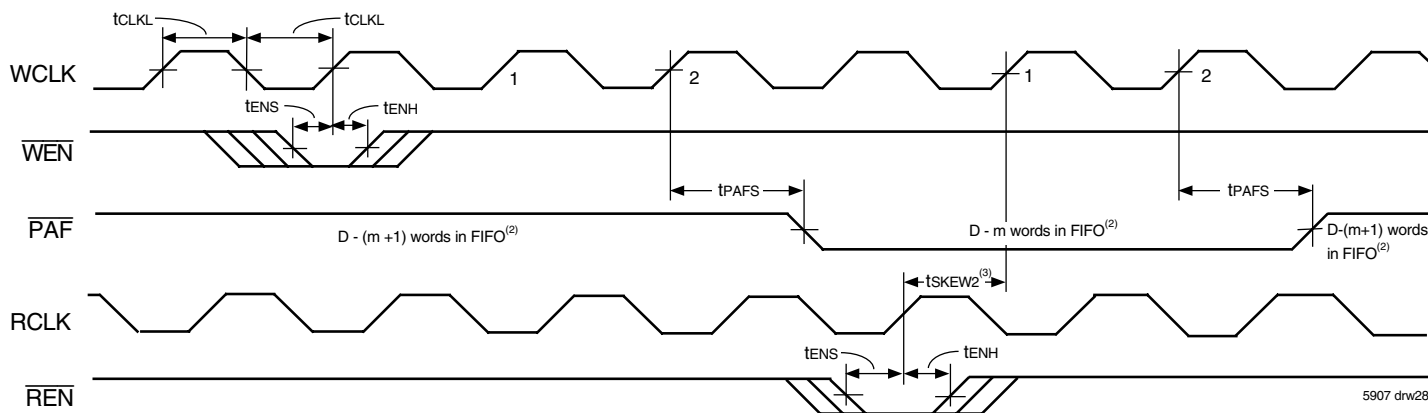 tCLKL
tCLKL
WCLK
1
2
1
2
tENS
tENH
WEN
tPAFS
tPAFS
PAF
D - (m +1) words in FIFO(2)
D - m words in FIFO(2)
D-(m+1) words
in FIFO(2)
tSKEW2(3)
RCLK
tENS
tENH
REN
5907 drw28